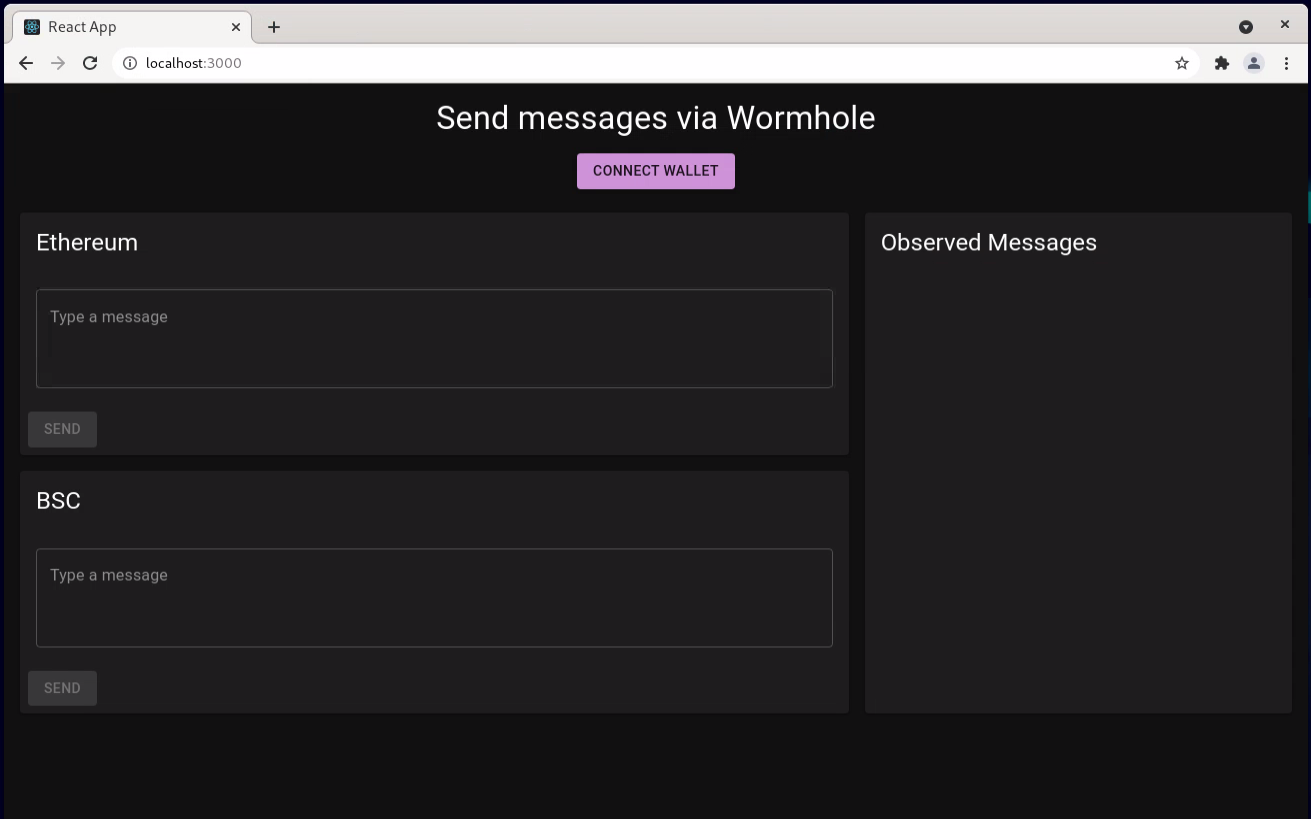 React App
localhost:3000
Send messages via Wormhole
CONNECT WALLET
Ethereum
Type a message
SEND
BSC
Type a message
SEND
Observed Messages